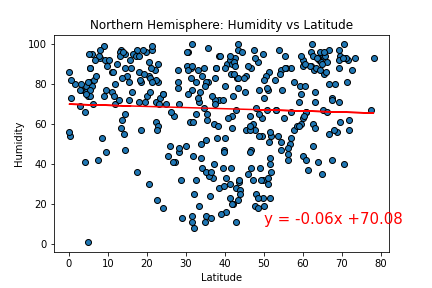 Northern Hemisphere: Humidity vs Latitude
100
80
60
40
20
0
Humidity
y = -0.06x +70.08
0 10 20 30 40 50 60 70 80
Latitude